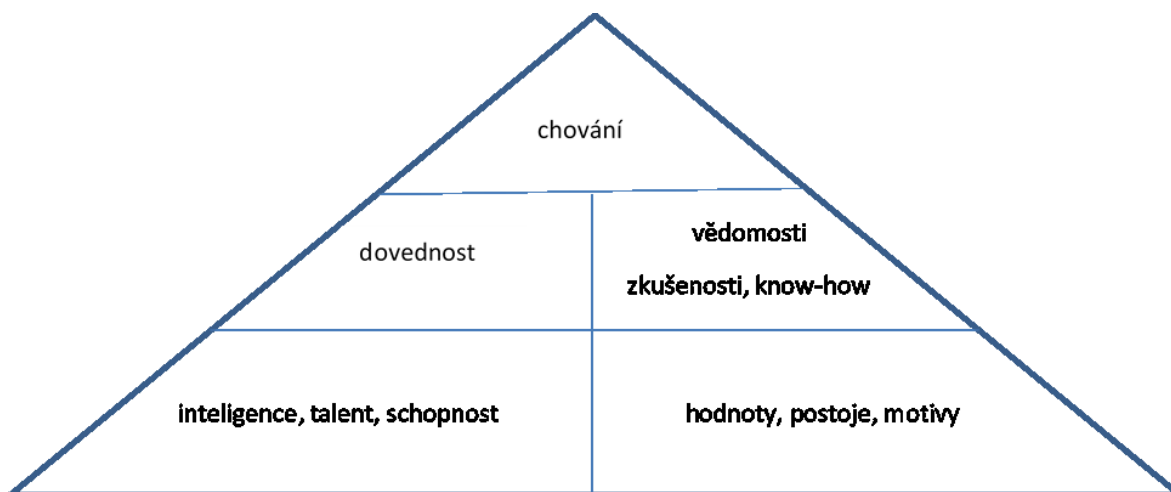 chování
dovednost
vědomosti
zkušenosti, know-how
inteligence, talent, schopnost
hodnoty, postoje, motivy